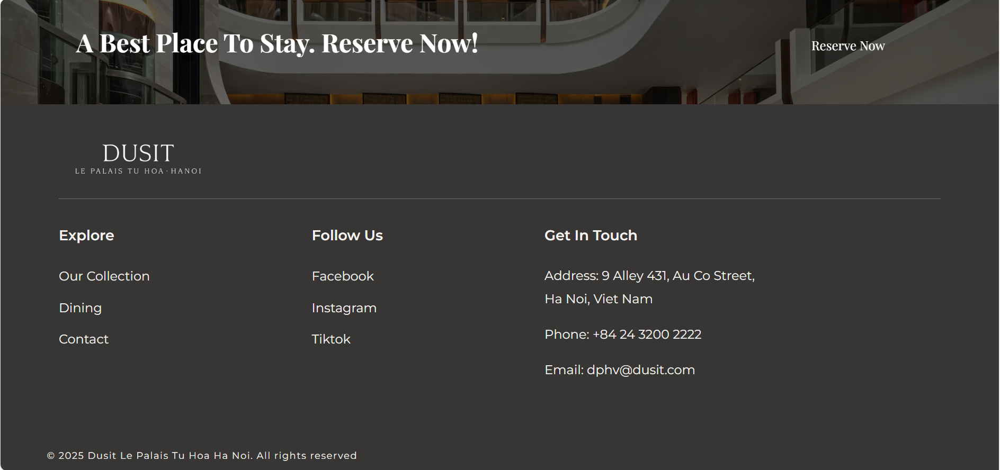 A Best Place To Stay. Reserve Now!
Reserve Now
DUSIT
LE PALAIS TU HOA·HANOI
Explore
Our Collection
Dining
Contact
Follow Us
Facebook
Instagram
Tiktok
Get In Touch
Address: 9 Alley 431, Au Co Street,
Ha Noi, Viet Nam
Phone: +84 24 3200 2222
Email: dphv@dusit.com
© 2025 Dusit Le Palais Tu Hoa Ha Noi. All rights reserved